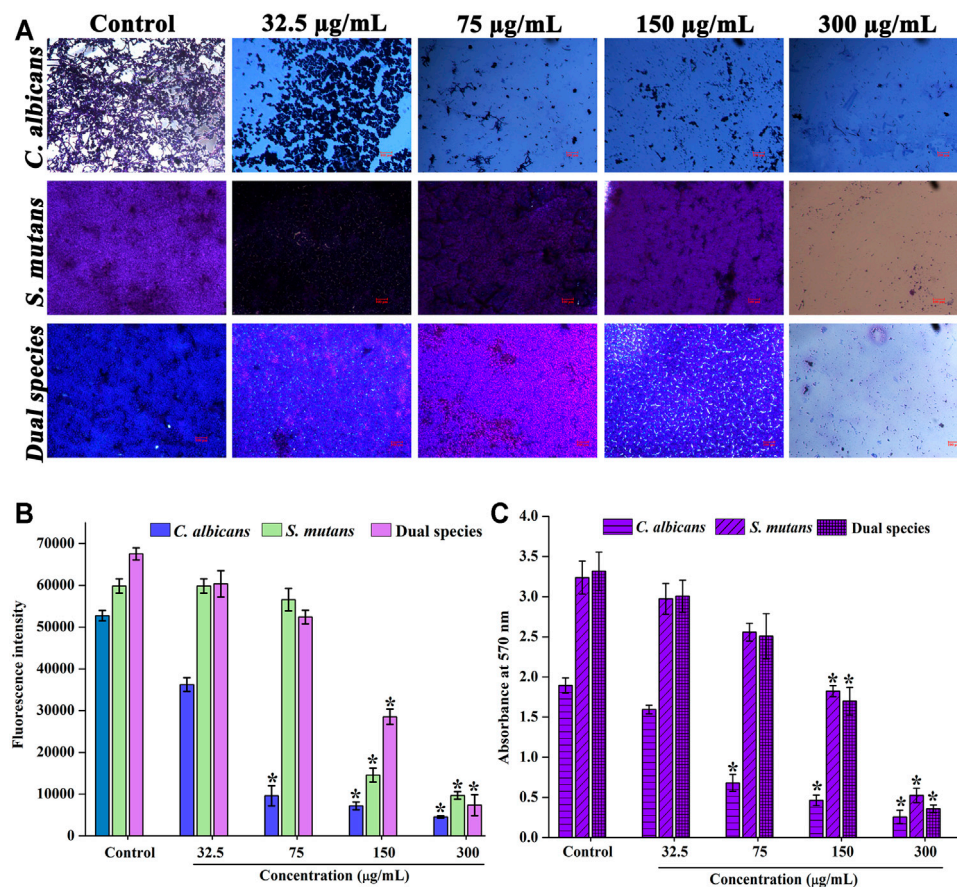 A
Control
32.5 µg/mL
75 µg/mL
150 µg/mL
300 µg/mL
C. albicans
S. mutans
Dual species
B
C. albicans
S. mutans
Dual species
70000
60000
50000
40000
30000
20000
10000
0
Fluorescence intensity
* * * * * * *
Control
32.5
75
150
300
Concentration (µg/mL)
C
C. albicans
S. mutans
Dual species
4.0
3.5
3.0
2.5
2.0
1.5
1.0
0.5
0.0
Absorbance at 570 nm
* * * * * * *
Control
32.5
75
150
300
Concentration (µg/mL)